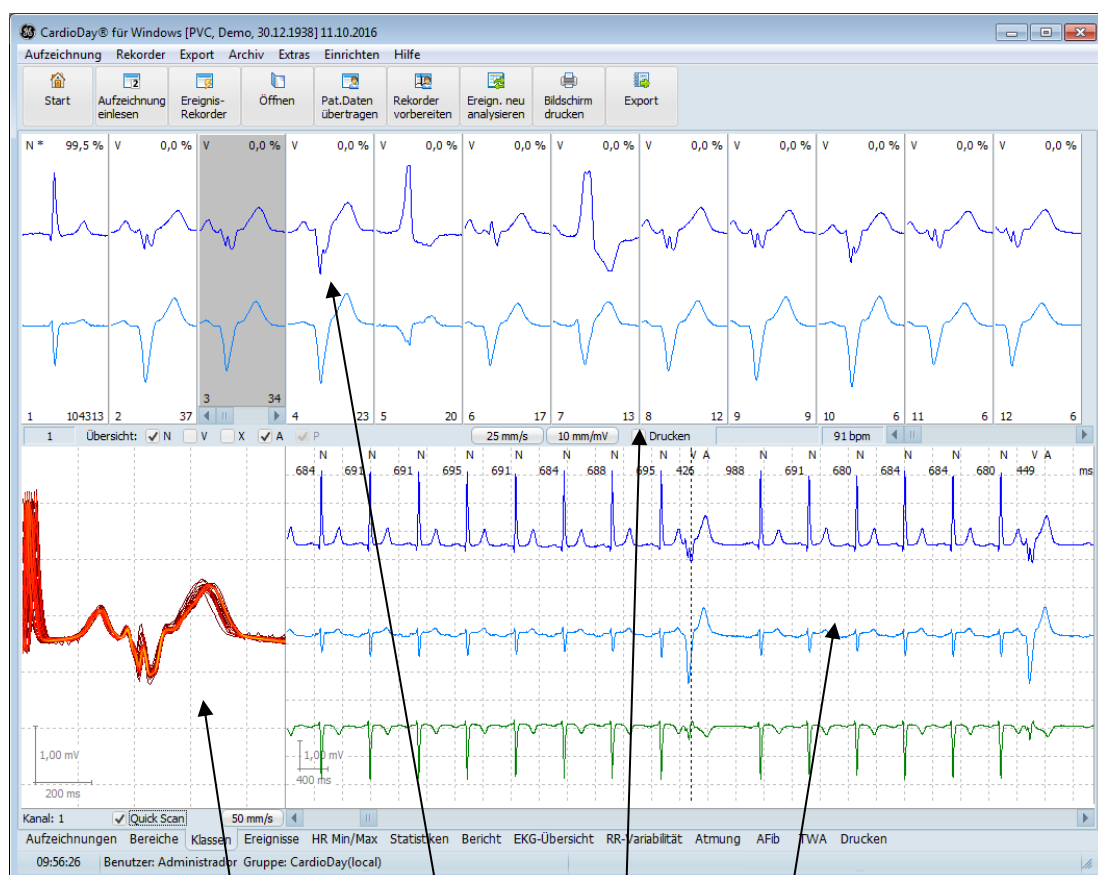 CardioDay® für Windows [PVC, Demo, 30.12.1938] 11.10.2016
Aufzeichnung Rekorder Export Archiv Extras Einrichten Hilfe
Start Aufzeichnung einlesen Ereignis-Rekorder Öffnen Pat.Daten übertragen Rekorder vorbereiten Ereign. neu analysieren Bildschirm drucken Export
N * 99,5 % V 0,0 % V 0,0 % V 0,0 % V 0,0 % V 0,0 % V 0,0 % V 0,0 % V 0,0 % V 0,0 % V 0,0 % V 0,0 %
3 34
1 104313 2 37 4 23 5 20 6 17 7 13 8 12 9 9 10 6 11 6 12 6
1 Übersicht: N V X A P 25 mm/s 10 mm/mV Drucken 91 bpm
N N N N N N N N V A N N N N N N V A
684 691 691 695 691 684 688 695 426 988 691 680 684 684 680 449 ms
1,00 mV 1,00 mV
200 ms 400 ms
Kanal: 1 Quick Scan 50 mm/s
Aufzeichnungen Bereiche Klassen Ereignisse HR Min/Max Statistiken Bericht EKG-Übersicht RR-Variabilität Atmung AFib TWA Drucken
09:56:26 Benutzer: Administrador Gruppe: CardioDay(local)